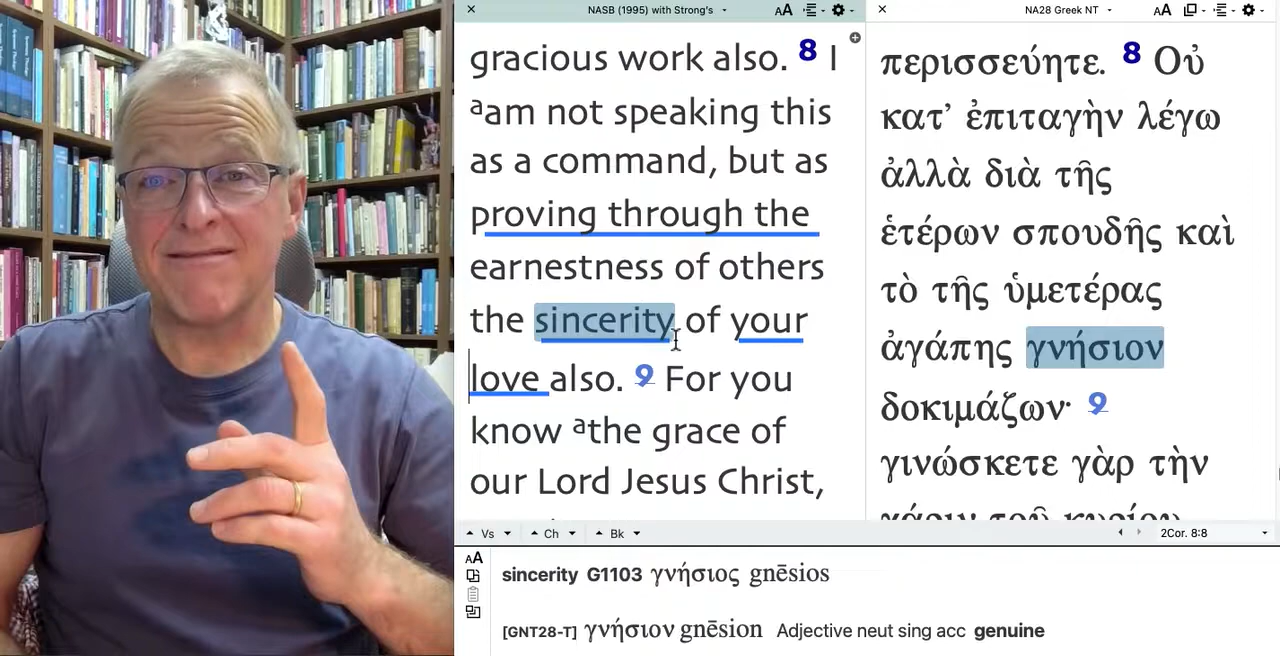 NASB (1995) with Strong's
gracious work also. 8 I
aam not speaking this
as a command, but as
proving through the
earnestness of others
the sincerity of your
love also. 9 For you
know athe grace of
our Lord Jesus Christ,
NA28 Greek NT
περισσεύητε. 8 Οὐ
κατ’ ἐπιταγὴν λέγω
ἀλλὰ διὰ τῆς
ἑτέρων σπουδῆς καὶ
τὸ τῆς ὑμετέρας
ἀγάπης γνήσιον
δοκιμάζων· 9
γινώσκετε γὰρ τὴν
χάριν τοῦ κυρίου
Vs Ch Bk 2Cor. 8:8
sincerity G1103 γνήσιος gnēsios
[GNT28-T] γνήσιον gnēsion Adjective neut sing acc genuine